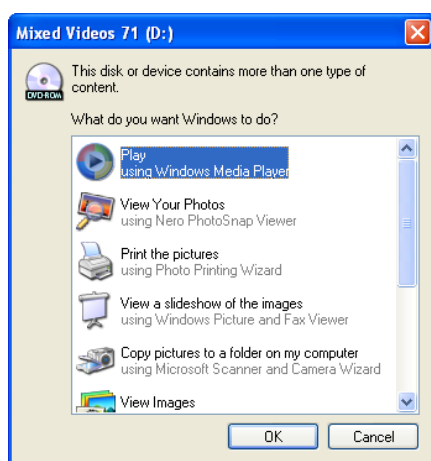 Mixed Videos 71 (D:)
This disk or device contains more than one type of
content.
DVD-ROM
What do you want Windows to do?
Play
using Windows Media Player
View Your Photos
using Nero PhotoSnap Viewer
Print the pictures
using Photo Printing Wizard
View a slideshow of the images
using Windows Picture and Fax Viewer
Copy pictures to a folder on my computer
using Microsoft Scanner and Camera Wizard
View Images
OK
Cancel